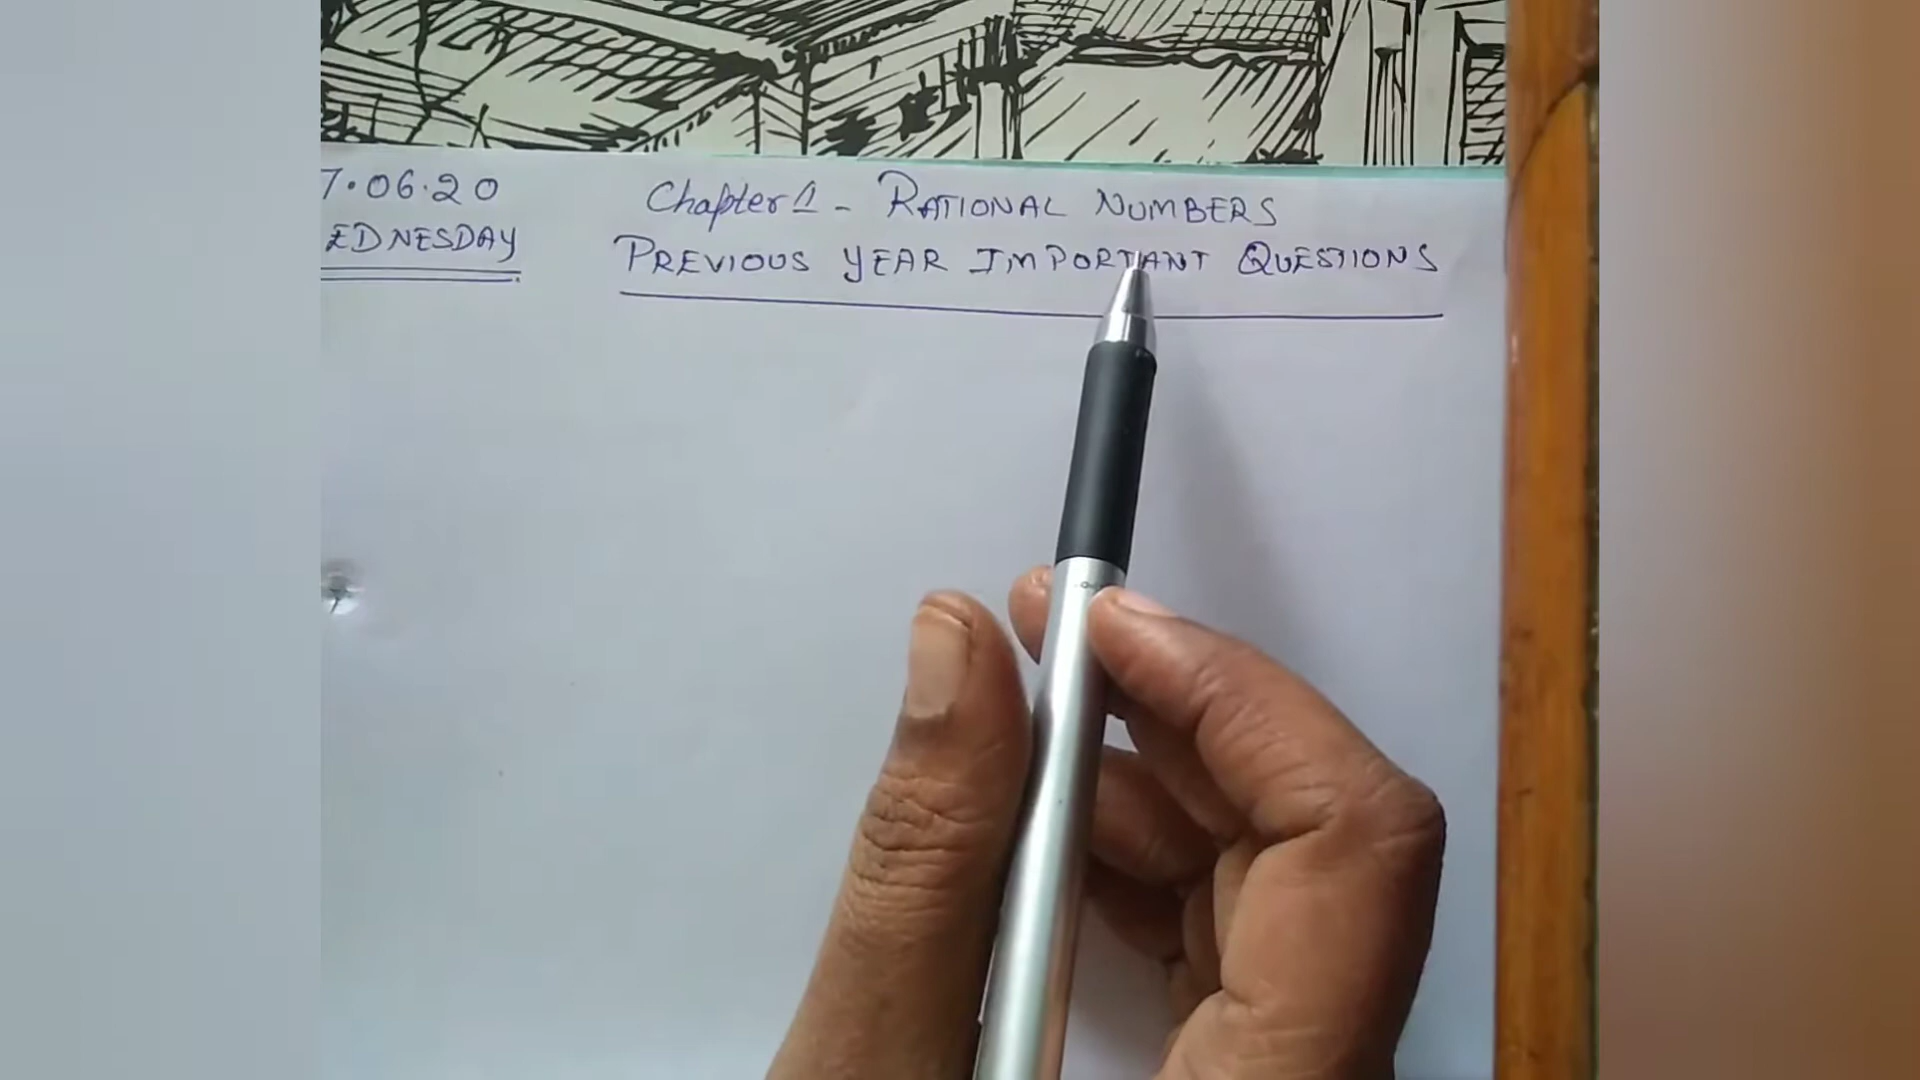 7.06.20
EDNESDAY
Chapter 1 - RATIONAL NUMBERS
PREVIOUS YEAR IMPORTANT QUESTIONS